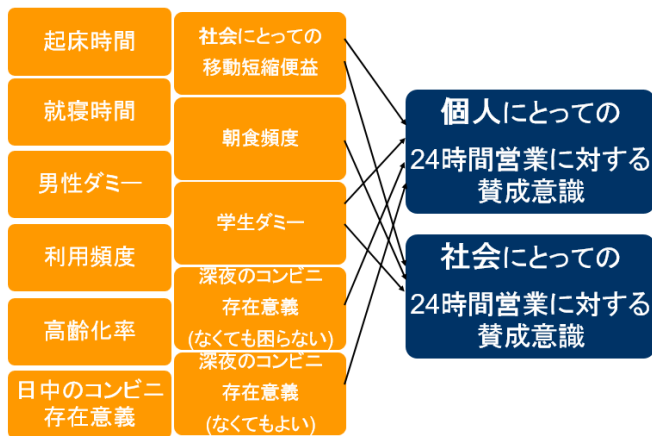 起床時間
就寝時間
男性ダミー
利用頻度
高齢化率
日中のコンビニ
存在意義
社会にとっての
移動短縮便益
朝食頻度
学生ダミー
深夜のコンビニ
存在意義
(なくても困らない)
深夜のコンビニ
存在意義
(なくてもよい)
個人にとっての
24時間営業に対する
賛成意識
社会にとっての
24時間営業に対する
賛成意識